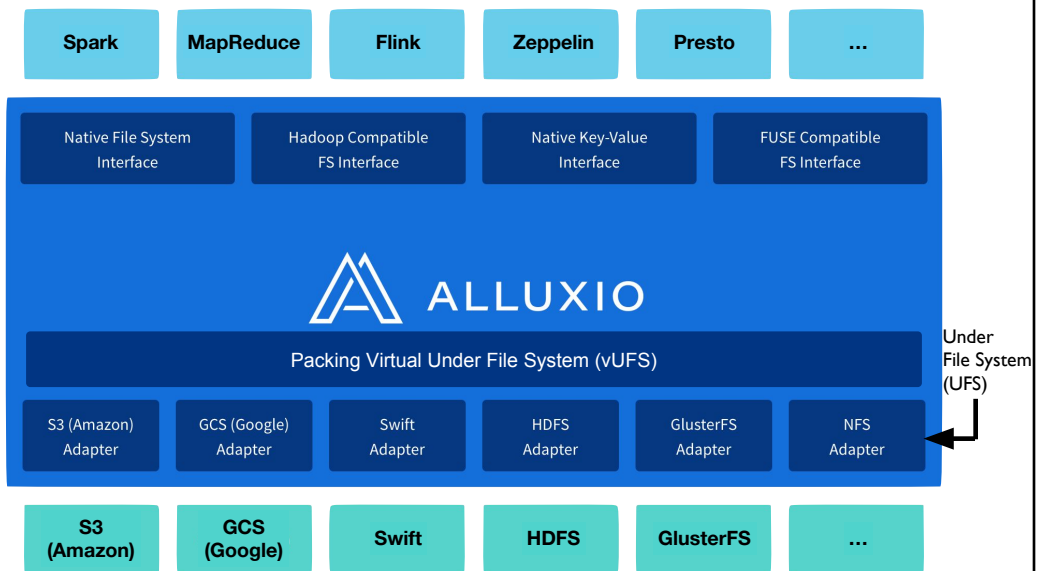 Spark
MapReduce
Flink
Zeppelin
Presto
...
Native File System
Interface
Hadoop Compatible
FS Interface
Native Key-Value
Interface
FUSE Compatible
FS Interface
ALLUXIO
Packing Virtual Under File System (vUFS)
Under
File System
(UFS)
S3 (Amazon)
Adapter
GCS (Google)
Adapter
Swift
Adapter
HDFS
Adapter
GlusterFS
Adapter
NFS
Adapter
S3
(Amazon)
GCS
(Google)
Swift
HDFS
GlusterFS
...